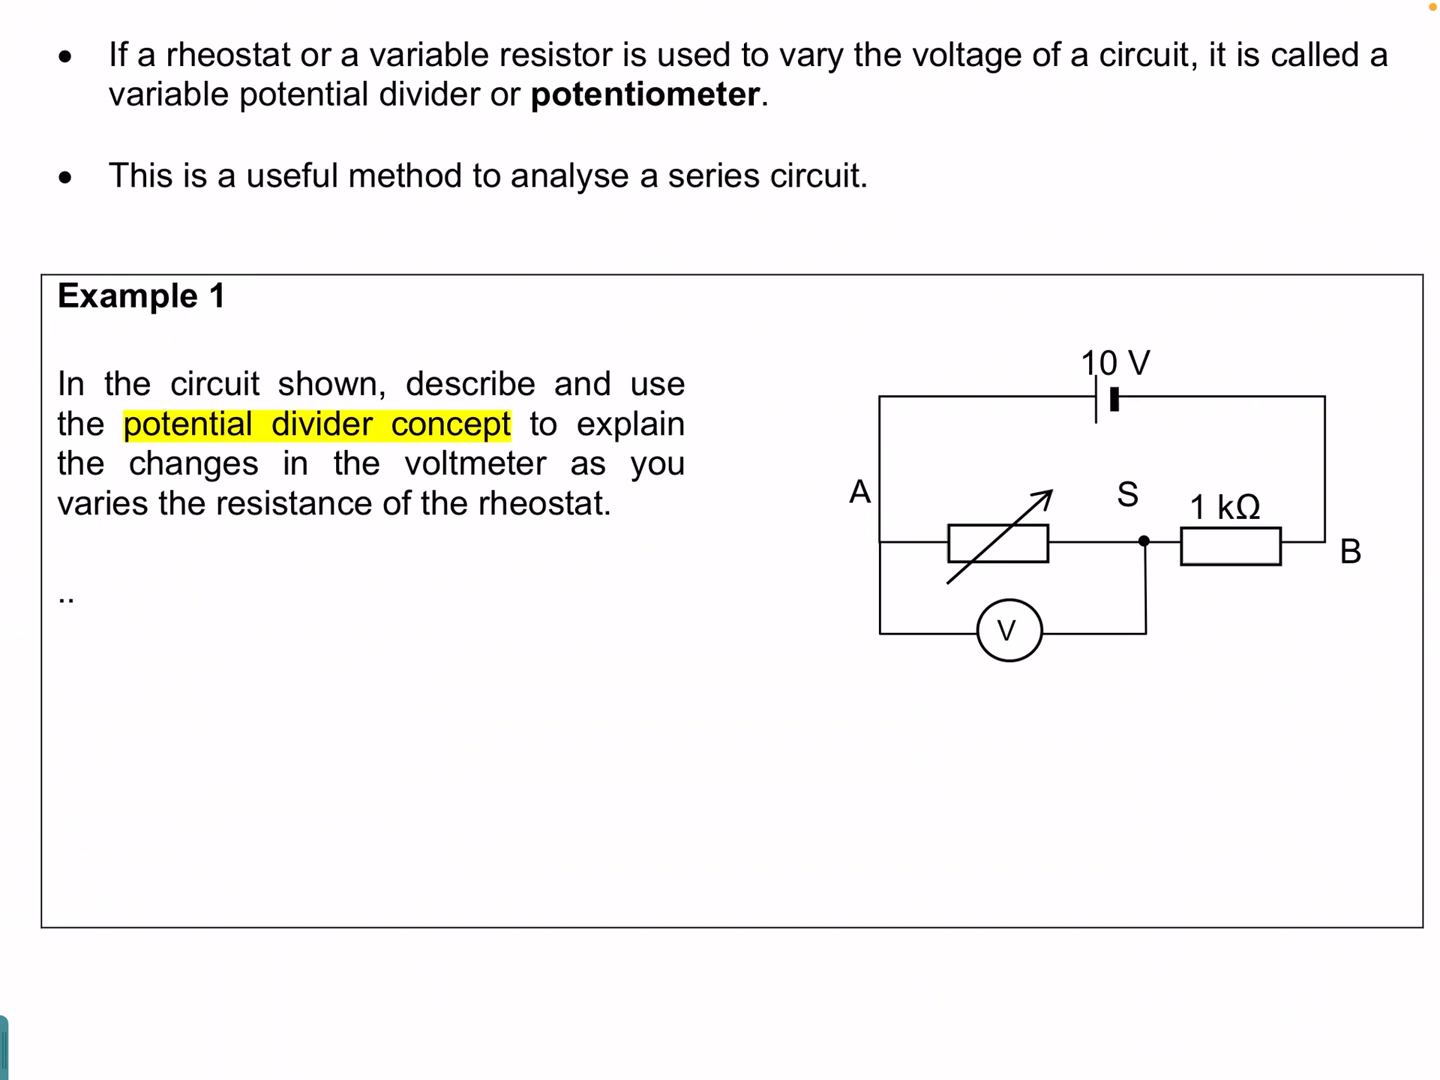 • If a rheostat or a variable resistor is used to vary the voltage of a circuit, it is called a
variable potential divider or potentiometer.
• This is a useful method to analyse a series circuit.
Example 1
In the circuit shown, describe and use
the potential divider concept to explain
the changes in the voltmeter as you
varies the resistance of the rheostat.
..
10 V
A
S
1 kΩ
B
V